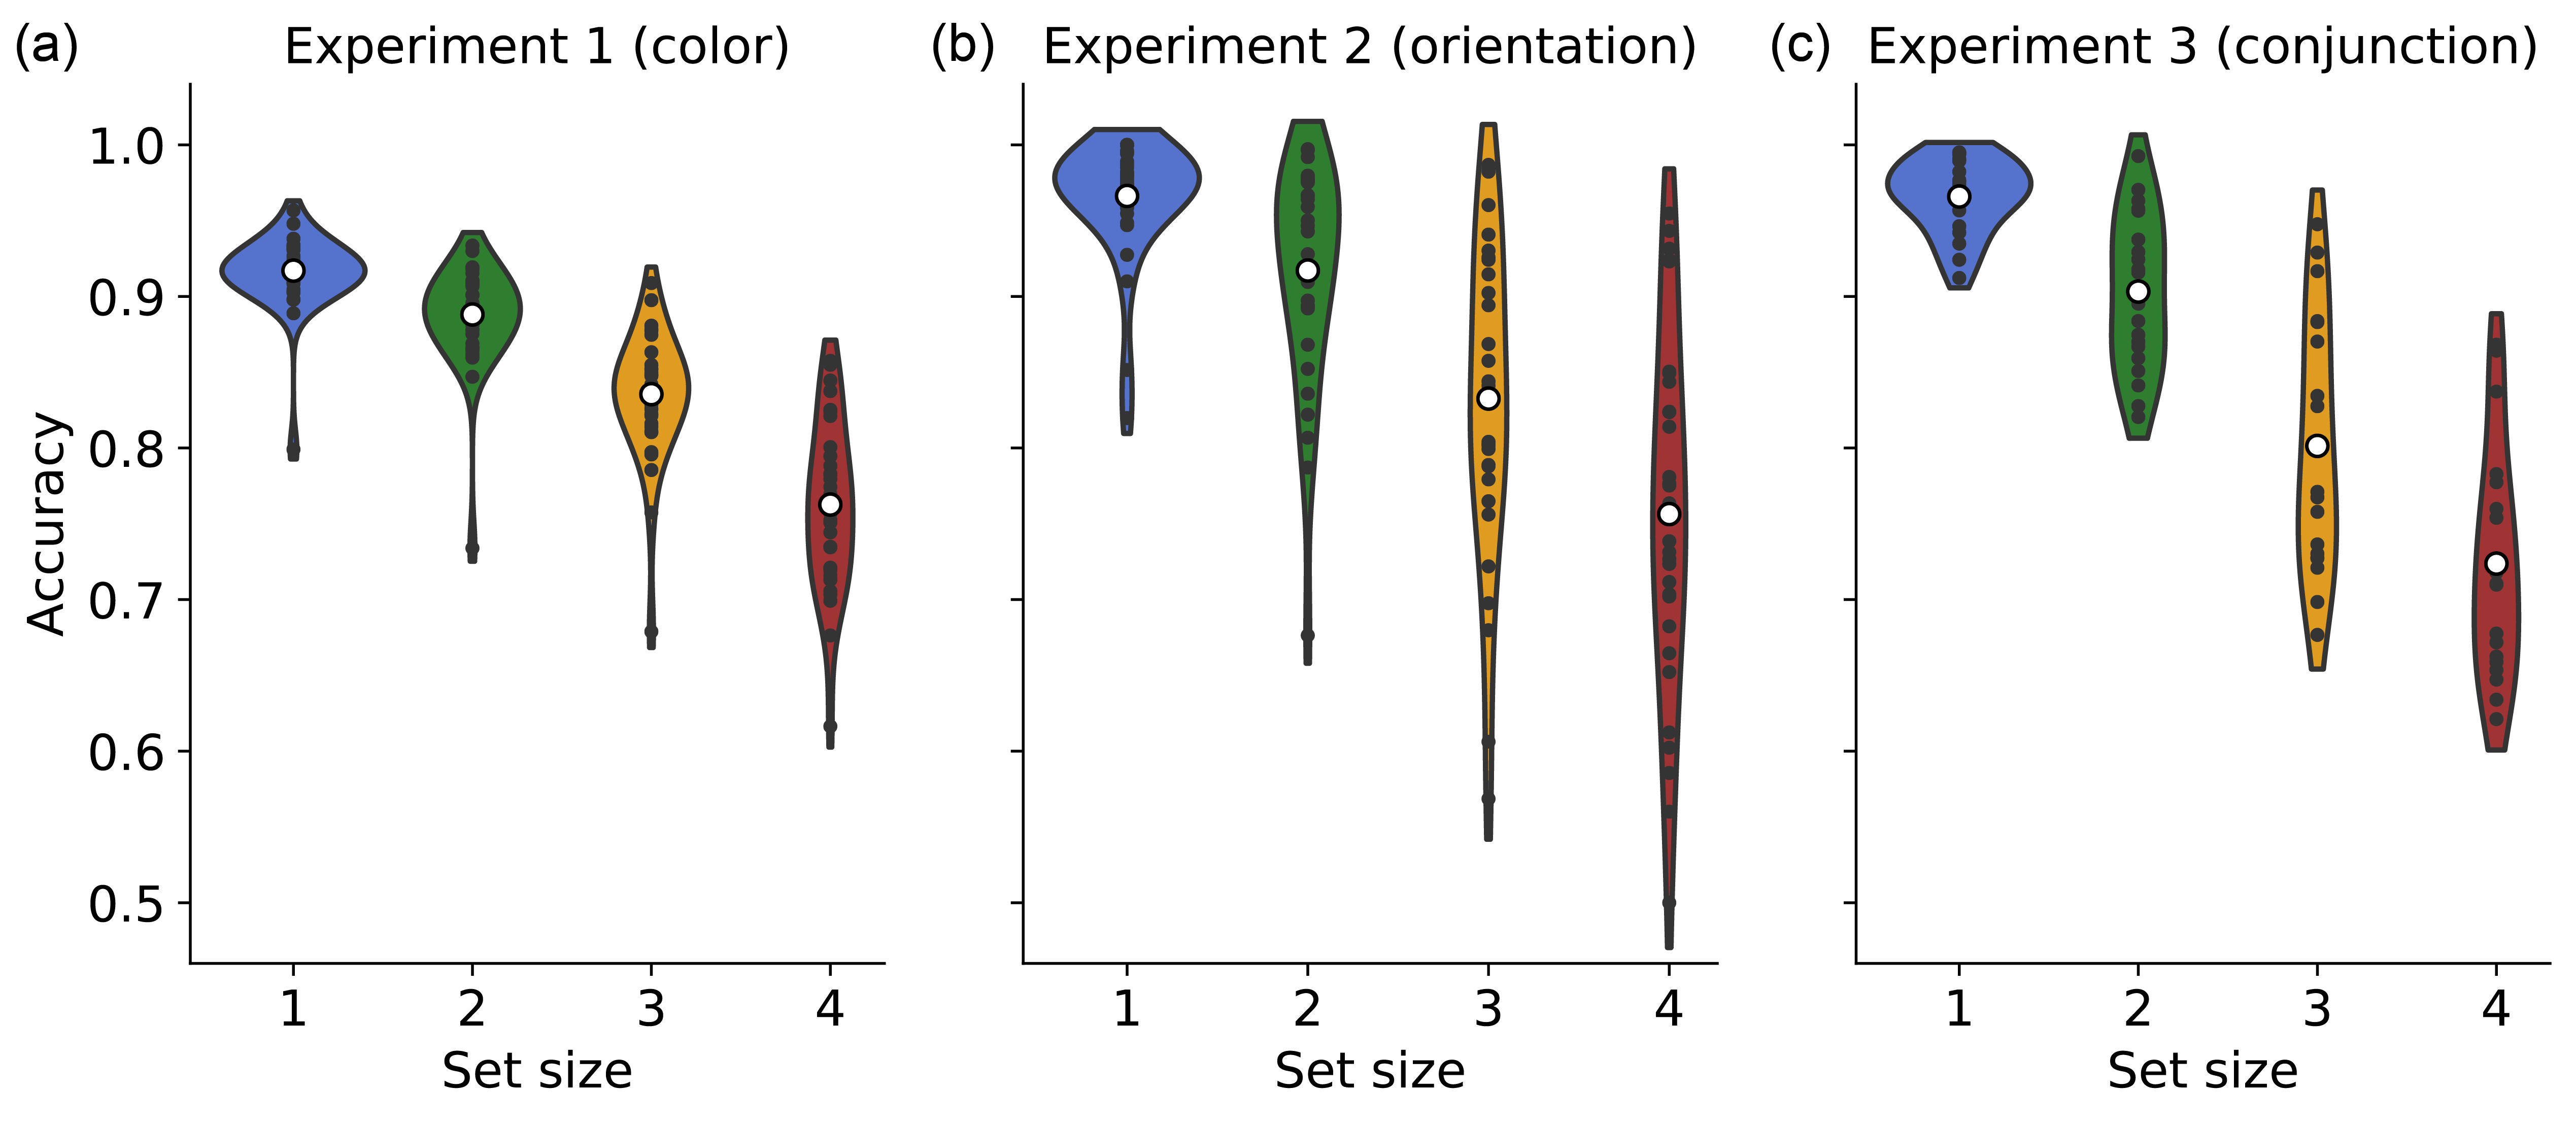 (a) Experiment 1 (color)
(b) Experiment 2 (orientation)
(c) Experiment 3 (conjunction)
Accuracy
1.0
0.9
0.8
0.7
0.6
0.5
1 2 3 4
Set size
1 2 3 4
Set size
1 2 3 4
Set size